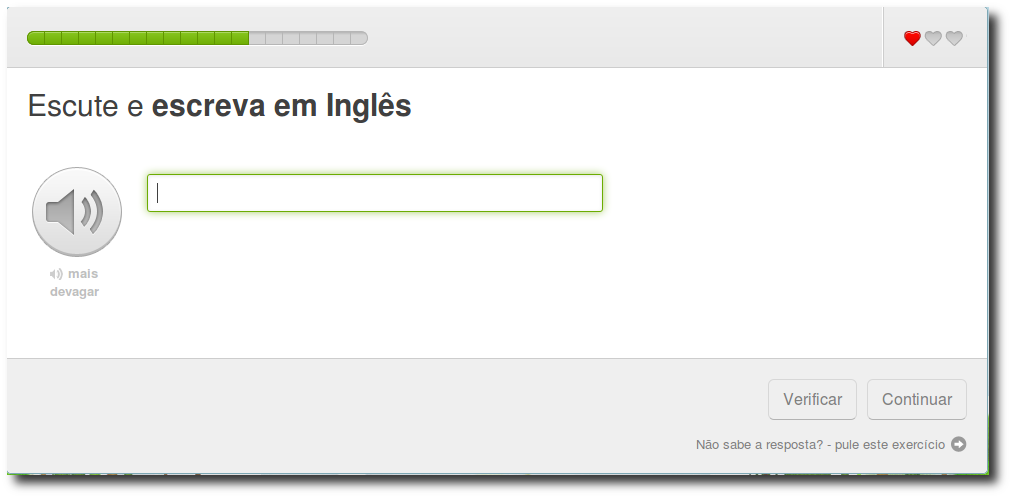 Escute e escreva em Inglês
mais
devagar
Verificar
Continuar
Não sabe a resposta? - pule este exercício